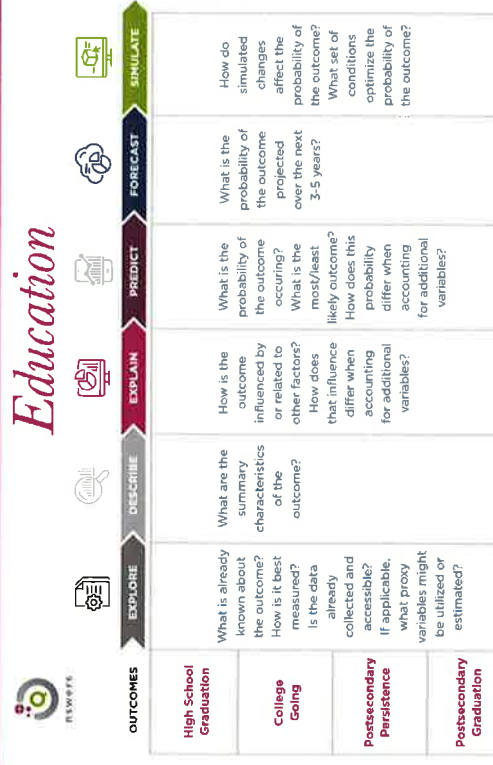 Education
nswers
OUTCOMES
EXPLORE
DESCRIBE
EXPLAIN
PREDICT
FORECAST
SIMULATE
High School
Graduation
College
Going
Postsecondary
Persistence
Postsecondary
Graduation
What is already
known about
the outcome?
How is it best
measured?
Is the data
already
collected and
accessible?
If applicable,
what proxy
variables might
be utilized or
estimated?
What are the
summary
characteristics
of the
outcome?
How is the
outcome
influenced by
or related to
other factors?
How does
that influence
differ when
accounting
for additional
variables?
What is the
probability of
the outcome
occuring?
What is the
most/least
likely outcome?
How does this
probability
differ when
accounting
for additional
variables?
What is the
probability of
the outcome
projected
over the next
3-5 years?
How do
simulated
changes
affect the
probability of
the outcome?
What set of
conditions
optimize the
probability of
the outcome?